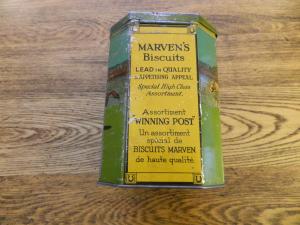 MARVEN'S
Biscuits
LEAD IN QUALITY
& APPETISING APPEAL
Special High Class
Assortment.
Assortment
"WINNING POST"
Un assortiment
spécial de
BISCUITS MARVEN
de haute qualité.